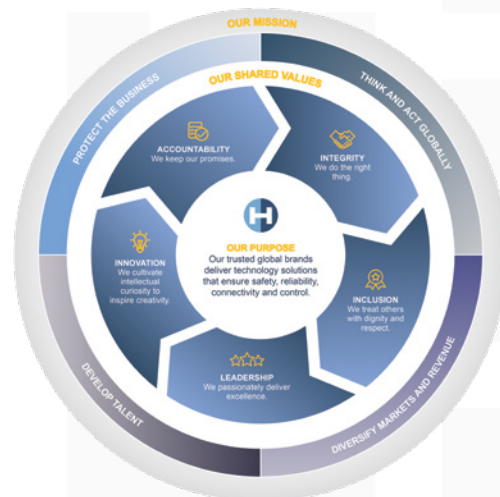 OUR MISSION
PROTECT THE BUSINESS
THINK AND ACT GLOBALLY
OUR SHARED VALUES
ACCOUNTABILITY
We keep our promises.
INTEGRITY
We do the right
thing.
H
OUR PURPOSE
Our trusted global brands
deliver technology solutions
that ensure safety, reliability,
connectivity and control.
INNOVATION
We cultivate
intellectual
curiosity to
inspire creativity.
INCLUSION
We treat others
with dignity and
respect.
LEADERSHIP
We passionately deliver
excellence.
DEVELOP TALENT
DIVERSIFY MARKETS AND REVENUE